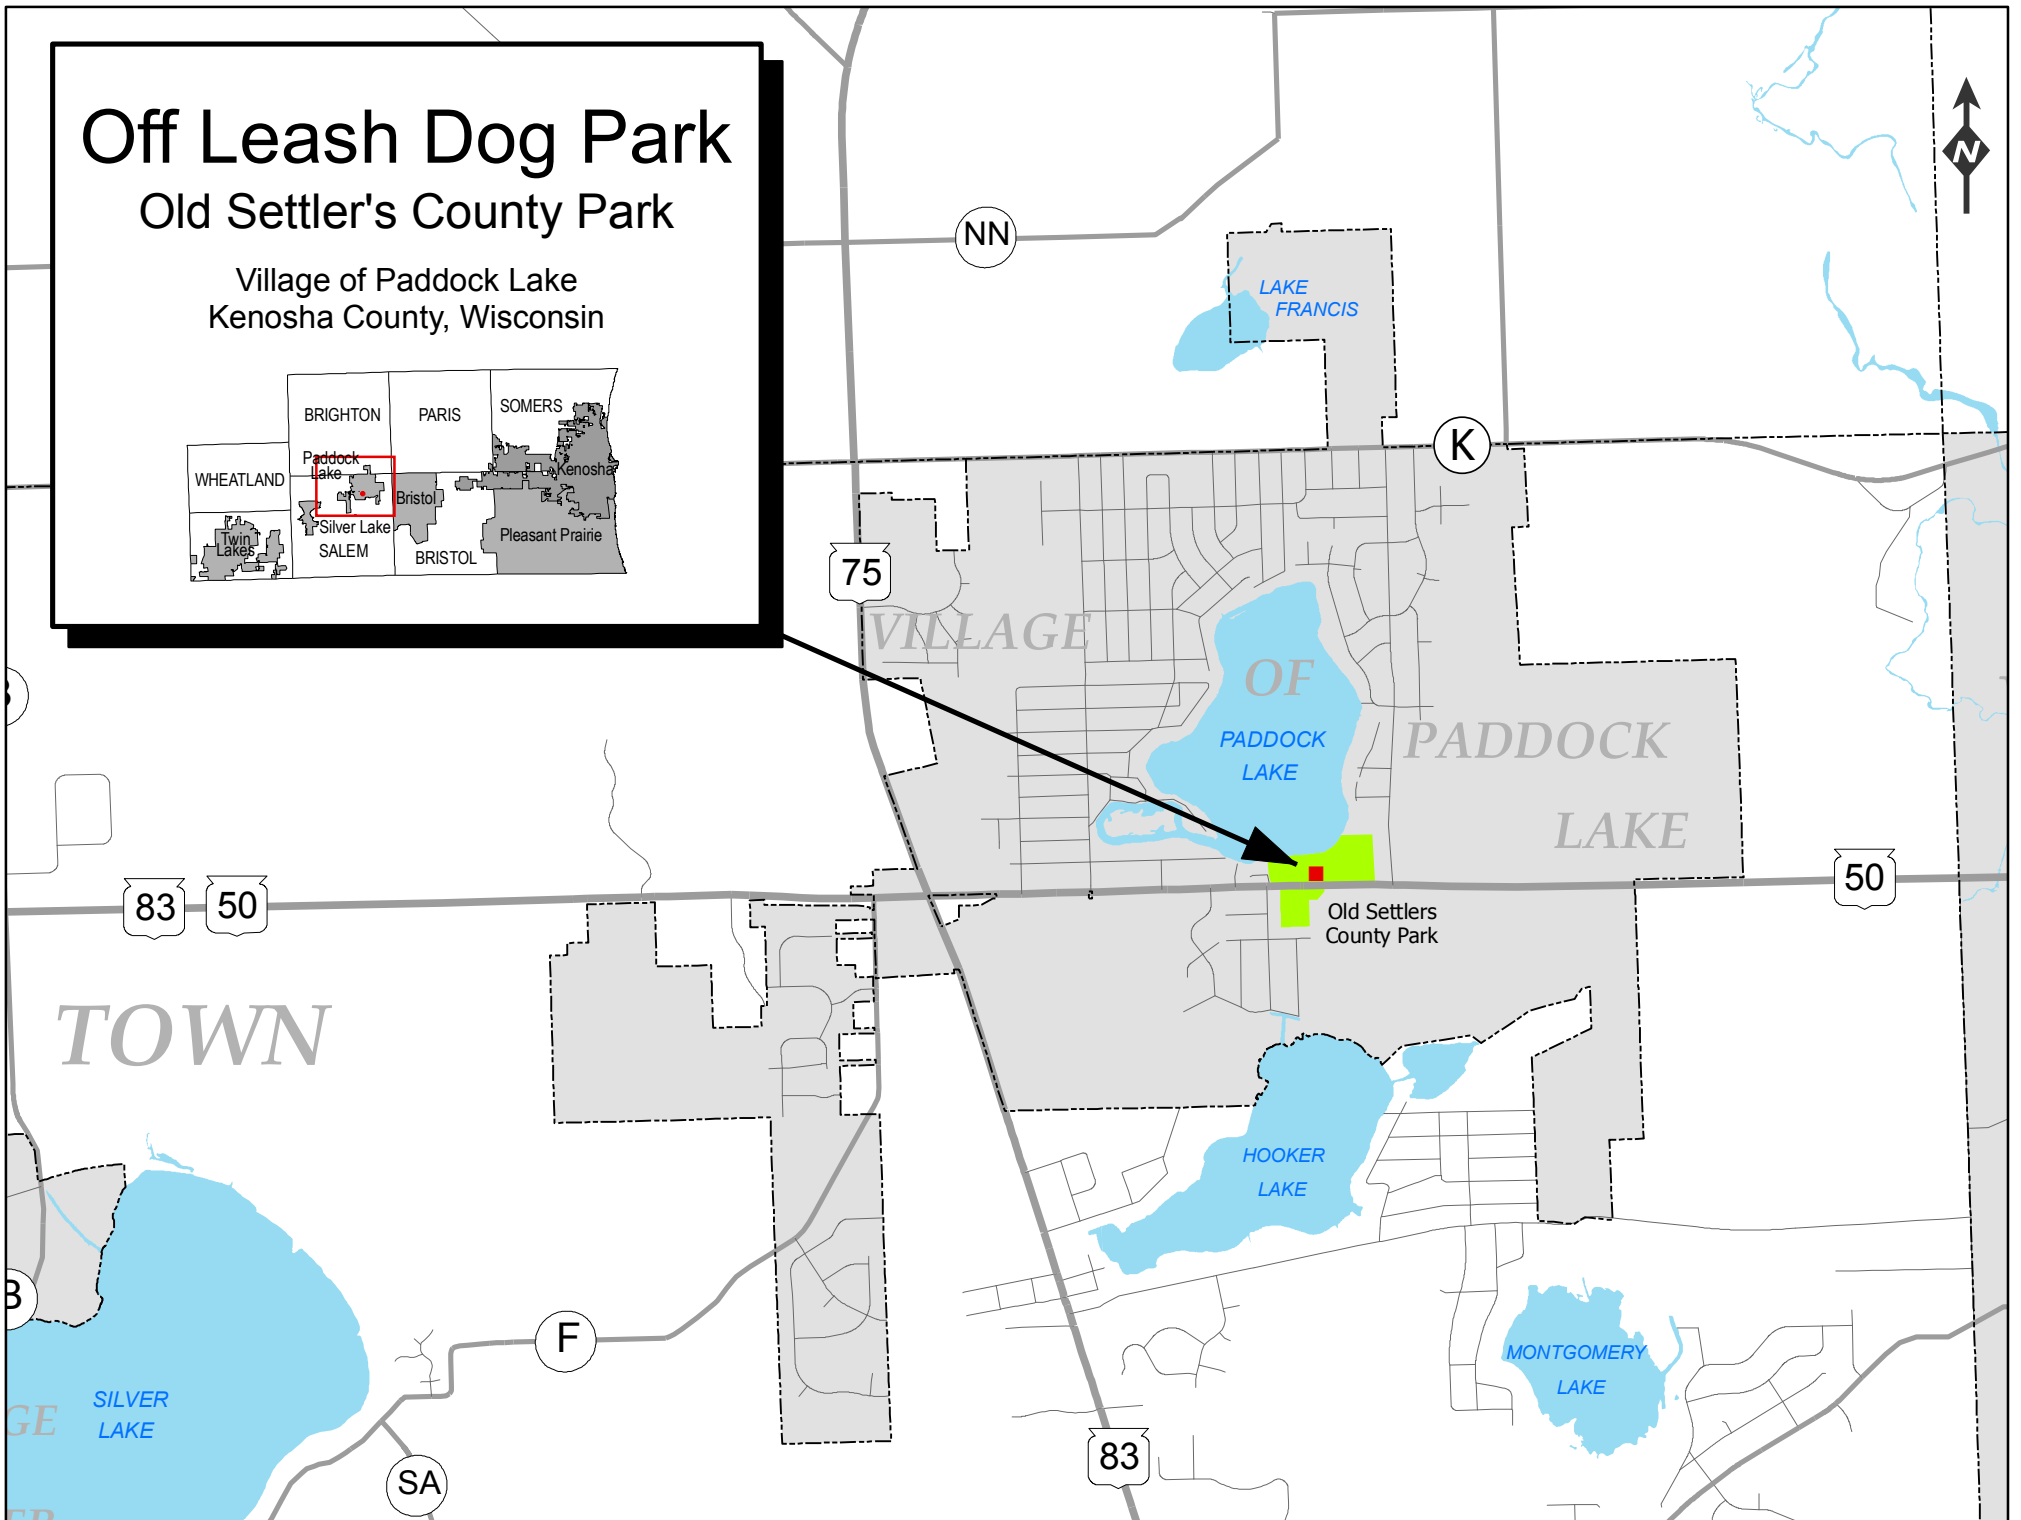 Off Leash Dog Park
Old Settler's County Park
Village of Paddock Lake
Kenosha County, Wisconsin
BRIGHTON
PARIS
SOMERS
Paddock
Lake
WHEATLAND
Kenosha
Bristol
Silver Lake
Twin
Lakes
SALEM
BRISTOL
Pleasant Prairie
N
NN
LAKE
FRANCIS
K
75
VILLAGE
OF
PADDOCK
LAKE
PADDOCK
LAKE
83
50
50
Old Settlers
County Park
TOWN
HOOKER
LAKE
B
F
MONTGOMERY
LAKE
SILVER
LAKE
GE
SA
83